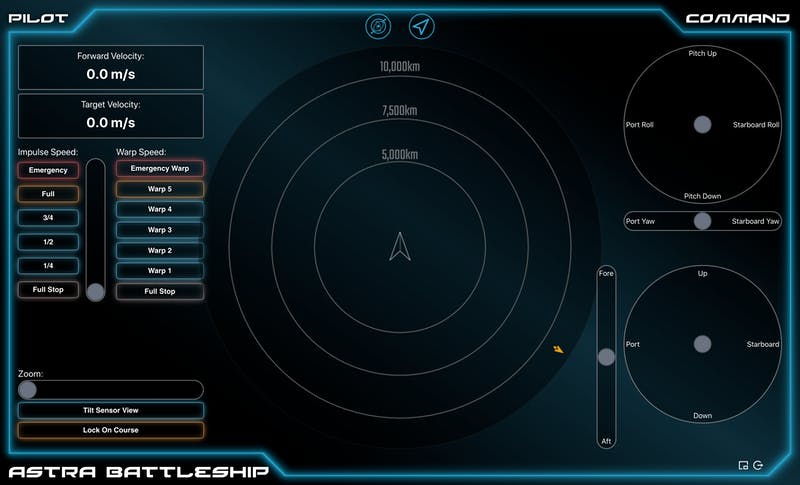 PILOT
COMMAND
Forward Velocity:
0.0 m/s
Target Velocity:
0.0 m/s
Impulse Speed:
Emergency
Full
3/4
1/2
1/4
Full Stop
Warp Speed:
Emergency Warp
Warp 5
Warp 4
Warp 3
Warp 2
Warp 1
Full Stop
Zoom:
Tilt Sensor View
Lock On Course
10,000km
7,500km
5,000km
Pitch Up
Port Roll
Starboard Roll
Pitch Down
Port Yaw
Starboard Yaw
Fore
Aft
Up
Port
Starboard
Down
ASTRA BATTLESHIP